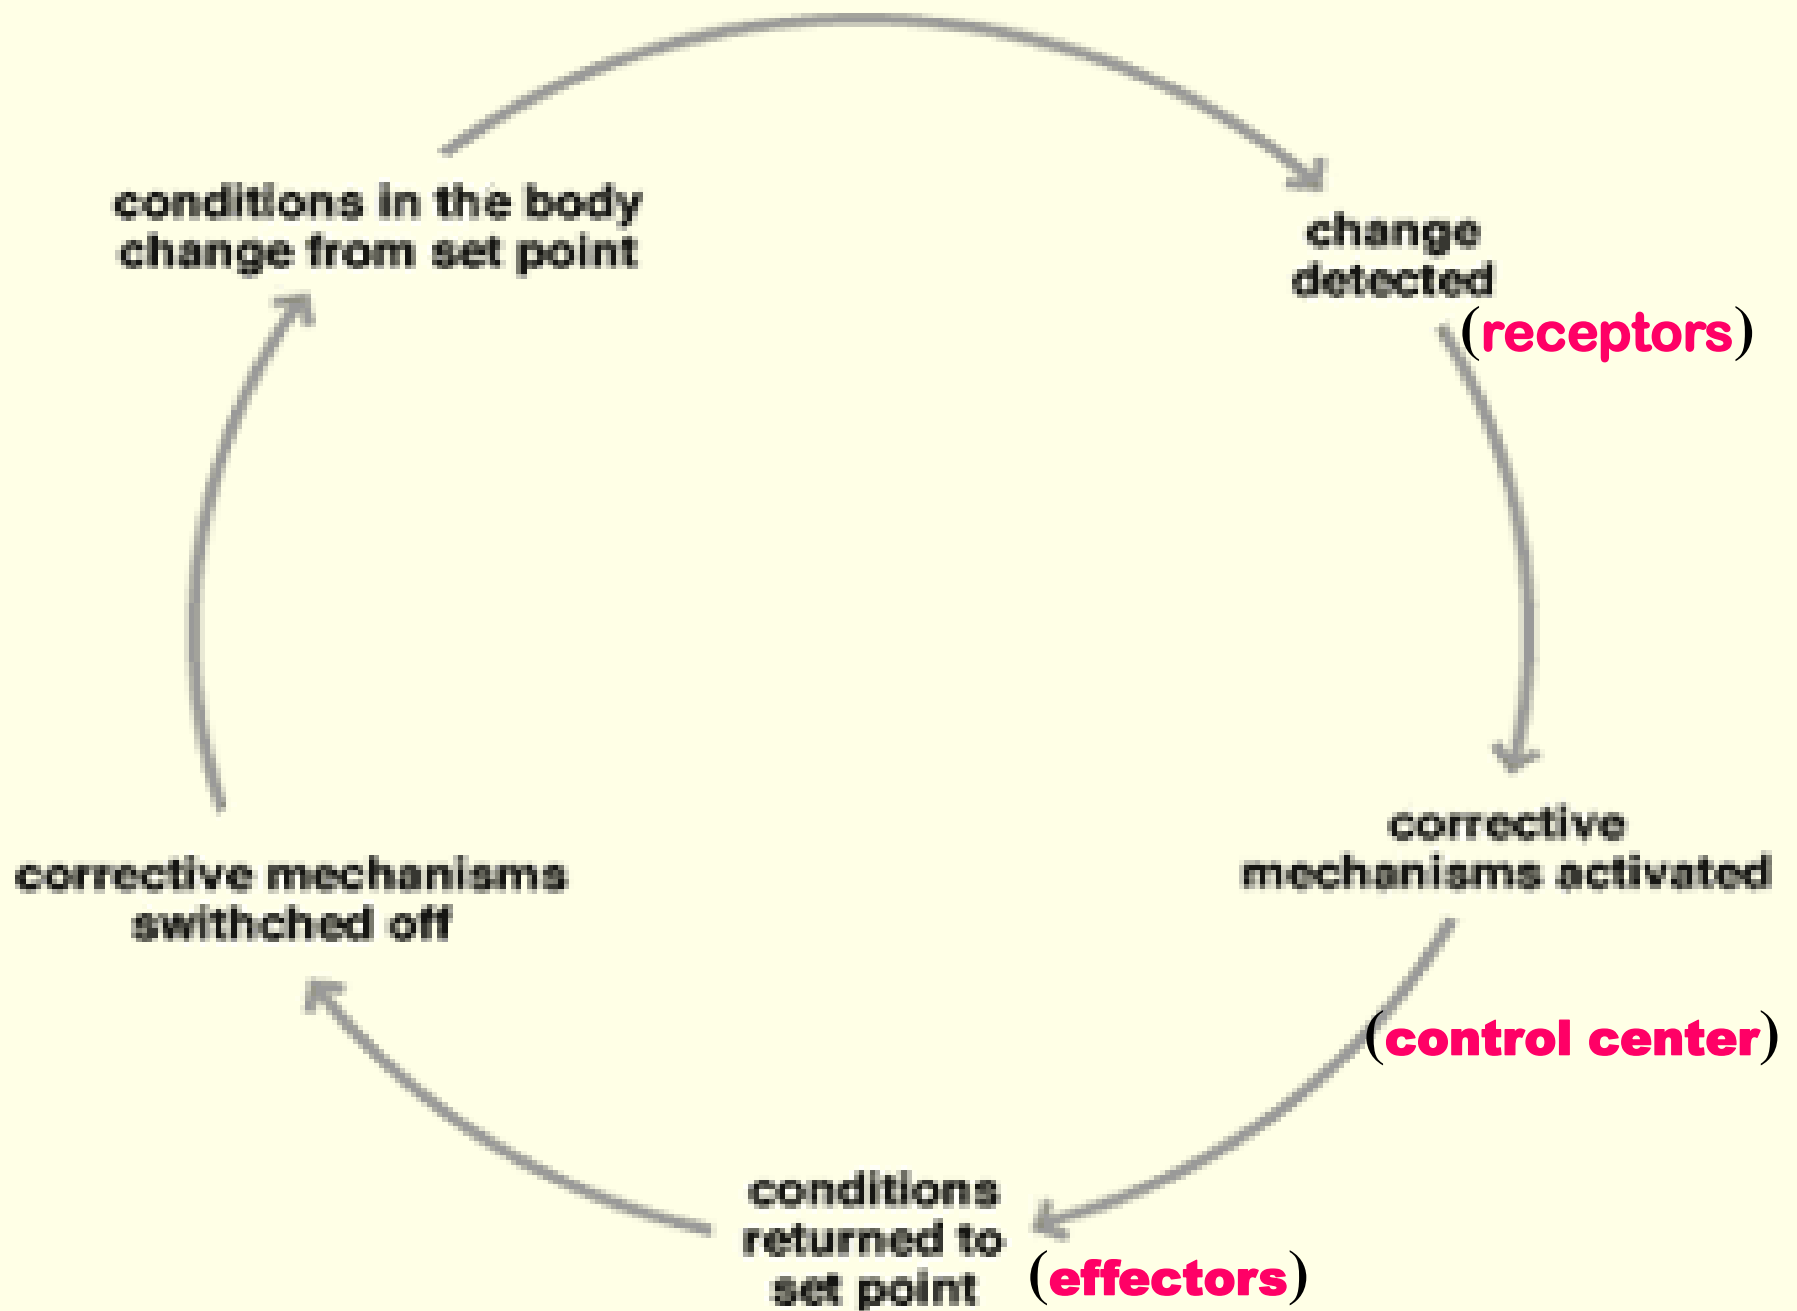 conditions in the body
change from set point
change
detected
(receptors)
corrective
mechanisms activated
(control center)
conditions
returned to
set point
(effectors)
corrective mechanisms
swithched off